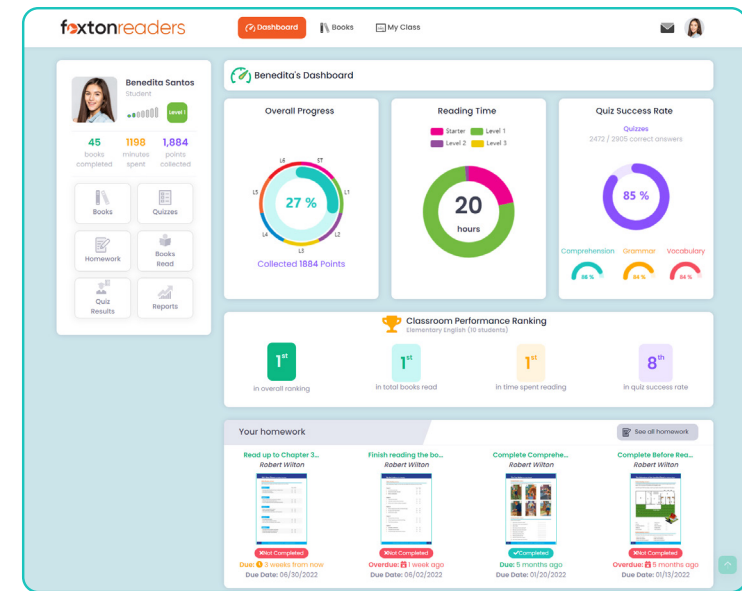 foxtonreaders
Dashboard
Books
My Class
Benedita Santos
Student
Level 1
45
books
completed
1198
minutes
spent
1,884
points
collected
Books
Quizzes
Homework
Books
Read
Quiz
Results
Reports
Benedita's Dashboard
Overall Progress
L6
ST
L5
L1
27 %
L4
L2
L3
Collected 1884 Points
Reading Time
Starter
Level 1
Level 2
Level 3
20
hours
Quiz Success Rate
Quizzes
2472 / 2905 correct answers
85 %
Comprehension
Grammar
Vocabulary
86 %
84 %
84 %
Classroom Performance Ranking
Elementary English (10 students)
1st
in overall ranking
1st
in total books read
1st
in time spent reading
8th
in quiz success rate
Your homework
See all homework
Read up to Chapter 3...
Robert Wilton
Not Completed
Due: 3 weeks from now
Due Date: 06/30/2022
Finish reading the bo...
Robert Wilton
Not Completed
Overdue: 1 week ago
Due Date: 06/02/2022
Complete Comprehe...
Robert Wilton
Completed
Due: 5 months ago
Due Date: 01/20/2022
Complete Before Rea...
Robert Wilton
Not Completed
Overdue: 5 months ago
Due Date: 01/13/2022